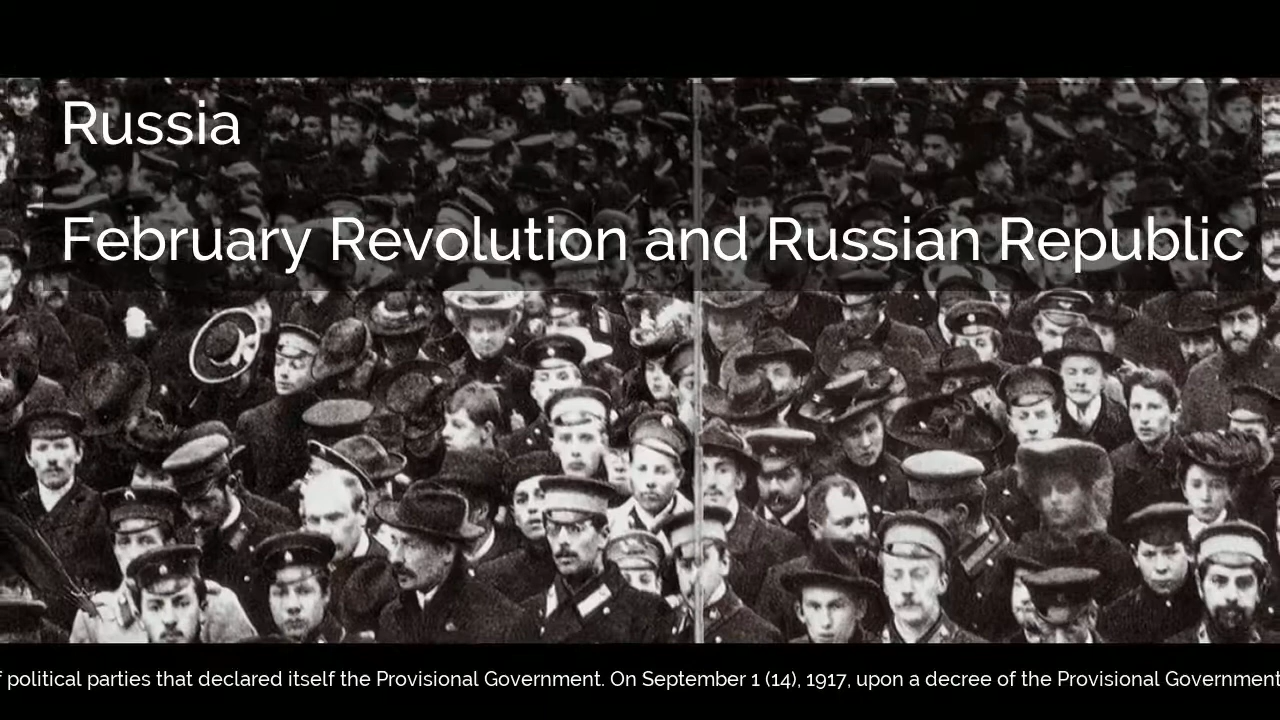 Russia
February Revolution and Russian Republic
political parties that declared itself the Provisional Government. On September 1 (14), 1917, upon a decree of the Provisional Government